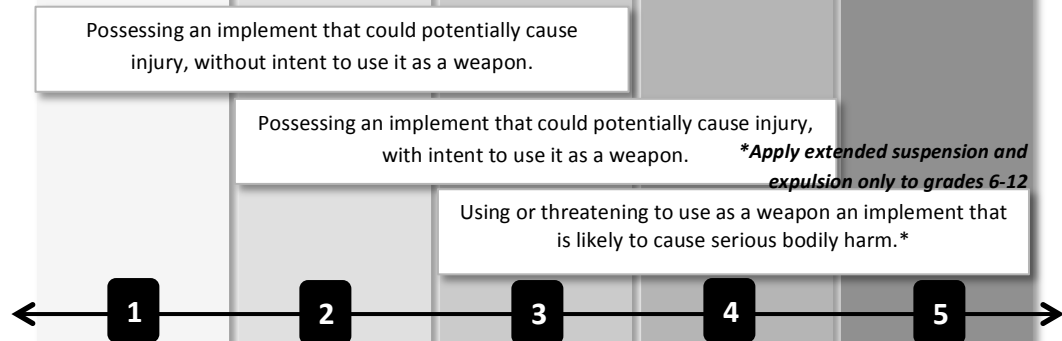 Possessing an implement that could potentially cause
injury, without intent to use it as a weapon.
Possessing an implement that could potentially cause injury,
with intent to use it as a weapon.
*Apply extended suspension and
expulsion only to grades 6-12
Using or threatening to use as a weapon an implement that
is likely to cause serious bodily harm.*
1 2 3 4 5